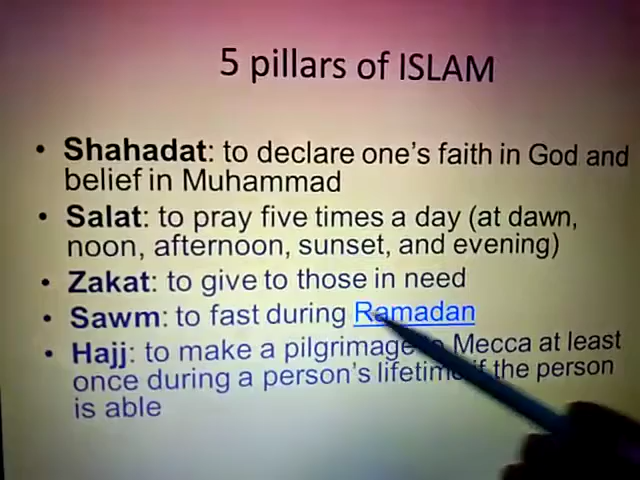 5 pillars of ISLAM
• Shahadat: to declare one's faith in God and
belief in Muhammad
• Salat: to pray five times a day (at dawn,
noon, afternoon, sunset, and evening)
• Zakat: to give to those in need
• Sawm: to fast during Ramadan
• Hajj: to make a pilgrimage to Mecca at least
once during a person's lifetime if the person
is able